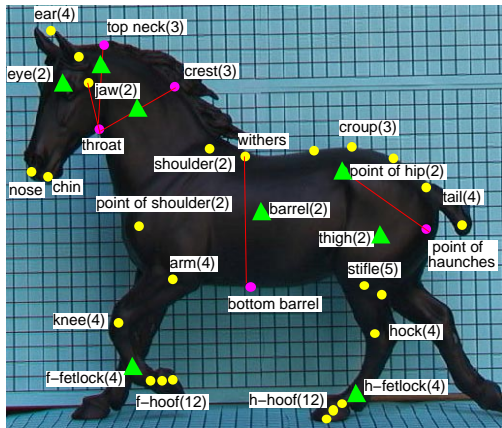 ear(4)
top neck(3)
eye(2)
crest(3)
jaw(2)
throat
withers
croup(3)
shoulder(2)
point of hip(2)
nose
chin
tail(4)
point of shoulder(2)
barrel(2)
thigh(2)
point of
haunches
arm(4)
stifle(5)
bottom barrel
knee(4)
hock(4)
f−fetlock(4)
h−fetlock(4)
f−hoof(12)
h−hoof(12)